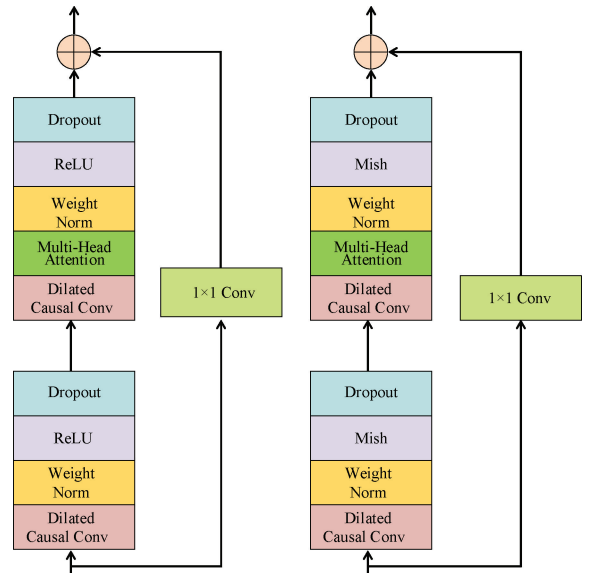 Dropout
ReLU
Weight
Norm
Multi-Head
Attention
Dilated
Causal Conv
1×1 Conv
Dropout
ReLU
Weight
Norm
Dilated
Causal Conv
Dropout
Mish
Weight
Norm
Multi-Head
Attention
Dilated
Causal Conv
1×1 Conv
Dropout
Mish
Weight
Norm
Dilated
Causal Conv